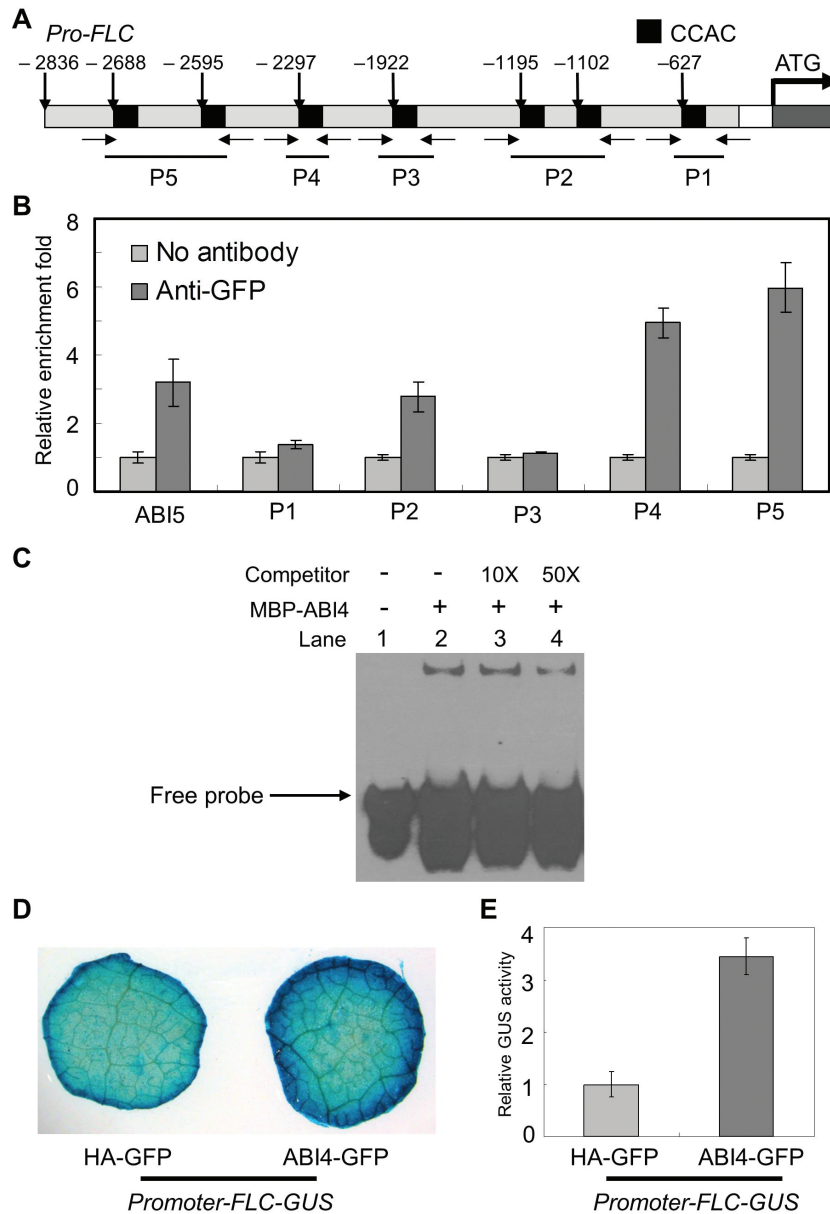 A
Pro-FLC
CCAC
– 2836 – 2688 – 2595 – 2297 –1922 –1195 –1102 –627 ATG
P5 P4 P3 P2 P1
B
Relative enrichment fold
8
6
4
2
0
No antibody
Anti-GFP
ABI5 P1 P2 P3 P4 P5
C
Competitor - - 10X 50X
MBP-ABI4 - + + +
Lane 1 2 3 4
Free probe
D
HA-GFP ABI4-GFP
Promoter-FLC-GUS
E
Relative GUS activity
4
3
2
1
0
HA-GFP ABI4-GFP
Promoter-FLC-GUS